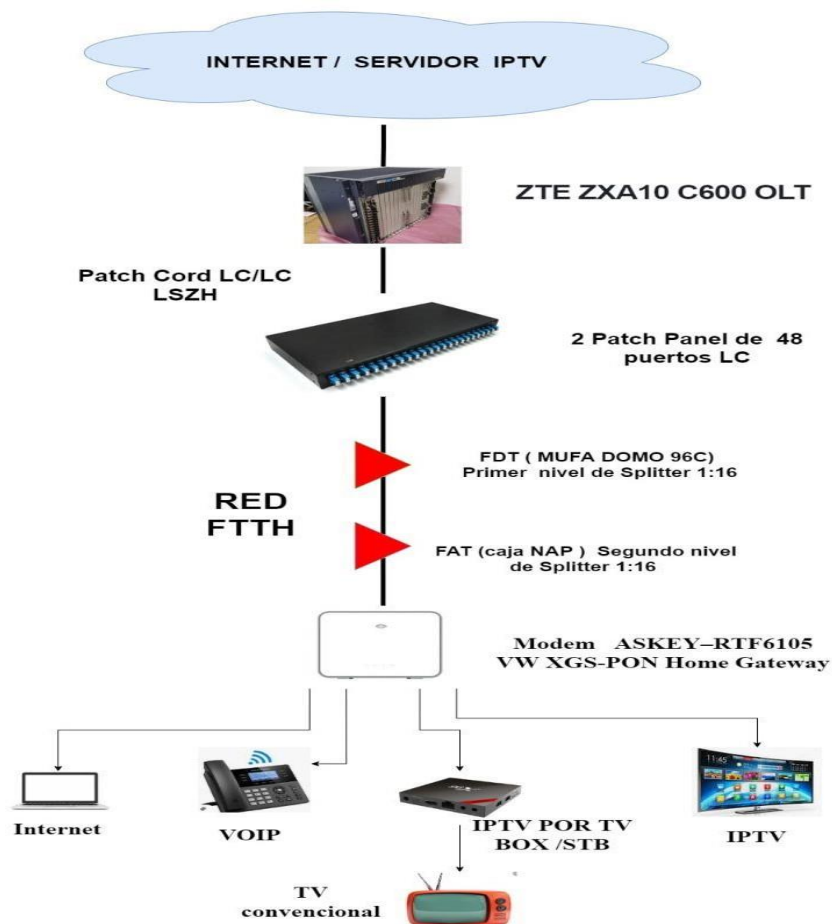 INTERNET / SERVIDOR IPTV
ZTE ZXA10 C600 OLT
Patch Cord LC/LC
LSZH
2 Patch Panel de 48
puertos LC
FDT ( MUFA DOMO 96C)
Primer nivel de Splitter 1:16
RED
FTTH
FAT (caja NAP ) Segundo nivel
de Splitter 1:16
Modem ASKEY–RTF6105
VW XGS-PON Home Gateway
11:45
Internet
VOIP
IPTV POR TV
BOX /STB
IPTV
TV
convencional